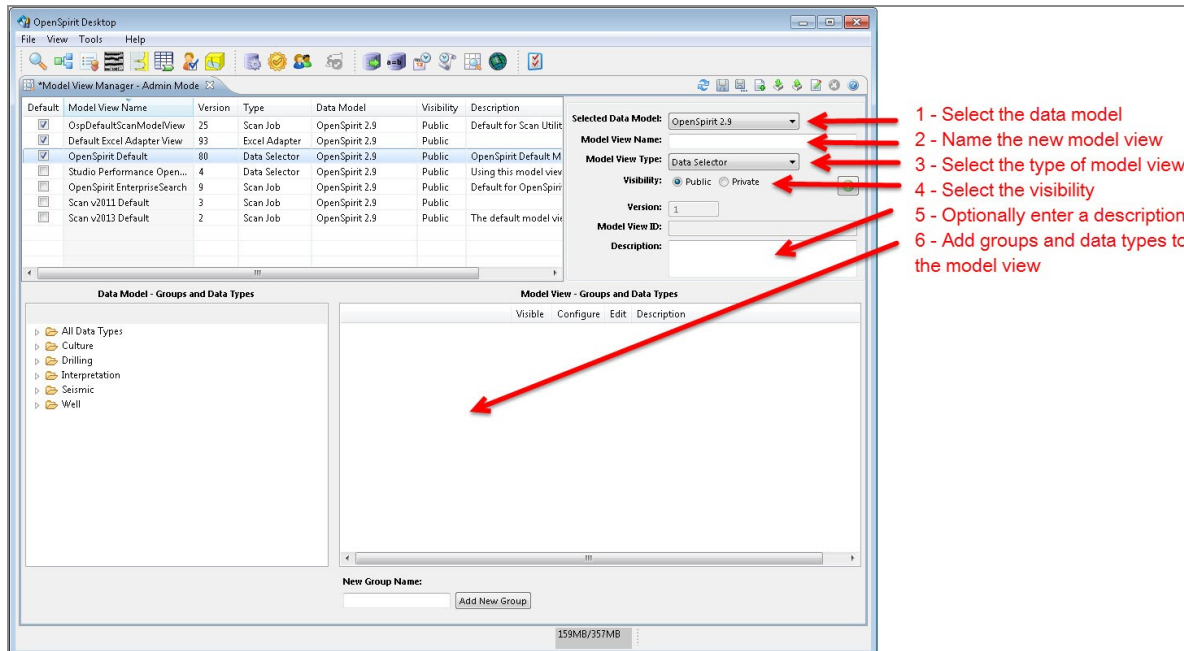 OpenSpirit Desktop
File View Tools Help
*Model View Manager - Admin Mode
Default Model View Name Version Type Data Model Visibility Description
OspDefaultScanModelView 25 Scan Job OpenSpirit 2.9 Public Default for Scan Utilit
Default Excel Adapter View 93 Excel Adapter OpenSpirit 2.9 Public
OpenSpirit Default 80 Data Selector OpenSpirit 2.9 Public OpenSpirit Default M
Studio Performance Open... 4 Data Selector OpenSpirit 2.9 Public Using this model view
OpenSpirit EnterpriseSearch 9 Scan Job OpenSpirit 2.9 Public Default for OpenSpiri
Scan v2011 Default 3 Scan Job OpenSpirit 2.9 Public
Scan v2013 Default 2 Scan Job OpenSpirit 2.9 Public The default model vie
Selected Data Model: OpenSpirit 2.9
Model View Name:
Model View Type: Data Selector
Visibility: Public Private
Version: 1
Model View ID:
Description:
1 - Select the data model
2 - Name the new model view
3 - Select the type of model view
4 - Select the visibility
5 - Optionally enter a description
6 - Add groups and data types to
the model view
Data Model - Groups and Data Types
All Data Types
Culture
Drilling
Interpretation
Seismic
Well
Model View - Groups and Data Types
Visible Configure Edit Description
New Group Name:
Add New Group
159MB/357MB